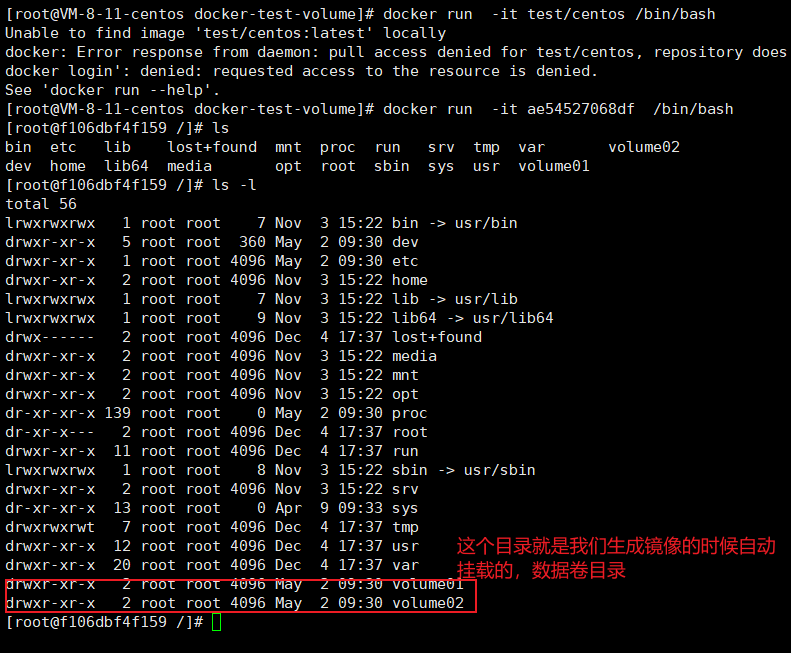 [root@VM-8-11-centos docker-test-volume]# docker run  -it test/centos /bin/bash
Unable to find image 'test/centos:latest' locally
docker: Error response from daemon: pull access denied for test/centos, repository does
docker login': denied: requested access to the resource is denied.
See 'docker run --help'.
[root@VM-8-11-centos docker-test-volume]# docker run  -it ae54527068df  /bin/bash
[root@f106dbf4f159 /]# ls
bin  etc   lib    lost+found  mnt  proc  run   srv  tmp  var       volume02
dev  home  lib64  media       opt  root  sbin  sys  usr  volume01
[root@f106dbf4f159 /]# ls -l
total 56
lrwxrwxrwx   1 root root    7 Nov  3 15:22 bin -> usr/bin
drwxr-xr-x   5 root root  360 May  2 09:30 dev
drwxr-xr-x   1 root root 4096 May  2 09:30 etc
drwxr-xr-x   2 root root 4096 Nov  3 15:22 home
lrwxrwxrwx   1 root root    7 Nov  3 15:22 lib -> usr/lib
lrwxrwxrwx   1 root root    9 Nov  3 15:22 lib64 -> usr/lib64
drwx------   2 root root 4096 Dec  4 17:37 lost+found
drwxr-xr-x   2 root root 4096 Nov  3 15:22 media
drwxr-xr-x   2 root root 4096 Nov  3 15:22 mnt
drwxr-xr-x   2 root root 4096 Nov  3 15:22 opt
dr-xr-xr-x 139 root root    0 May  2 09:30 proc
dr-xr-x---   2 root root 4096 Dec  4 17:37 root
drwxr-xr-x  11 root root 4096 Dec  4 17:37 run
lrwxrwxrwx   1 root root    8 Nov  3 15:22 sbin -> usr/sbin
drwxr-xr-x   2 root root 4096 Nov  3 15:22 srv
dr-xr-xr-x  13 root root    0 Apr  9 09:33 sys
drwxrwxrwt   7 root root 4096 Dec  4 17:37 tmp
drwxr-xr-x  12 root root 4096 Dec  4 17:37 usr
drwxr-xr-x  20 root root 4096 Dec  4 17:37 var
这个目录就是我们生成镜像的时候自动
挂载的，数据卷目录
drwxr-xr-x   2 root root 4096 May  2 09:30 volume01
drwxr-xr-x   2 root root 4096 May  2 09:30 volume02
[root@f106dbf4f159 /]#